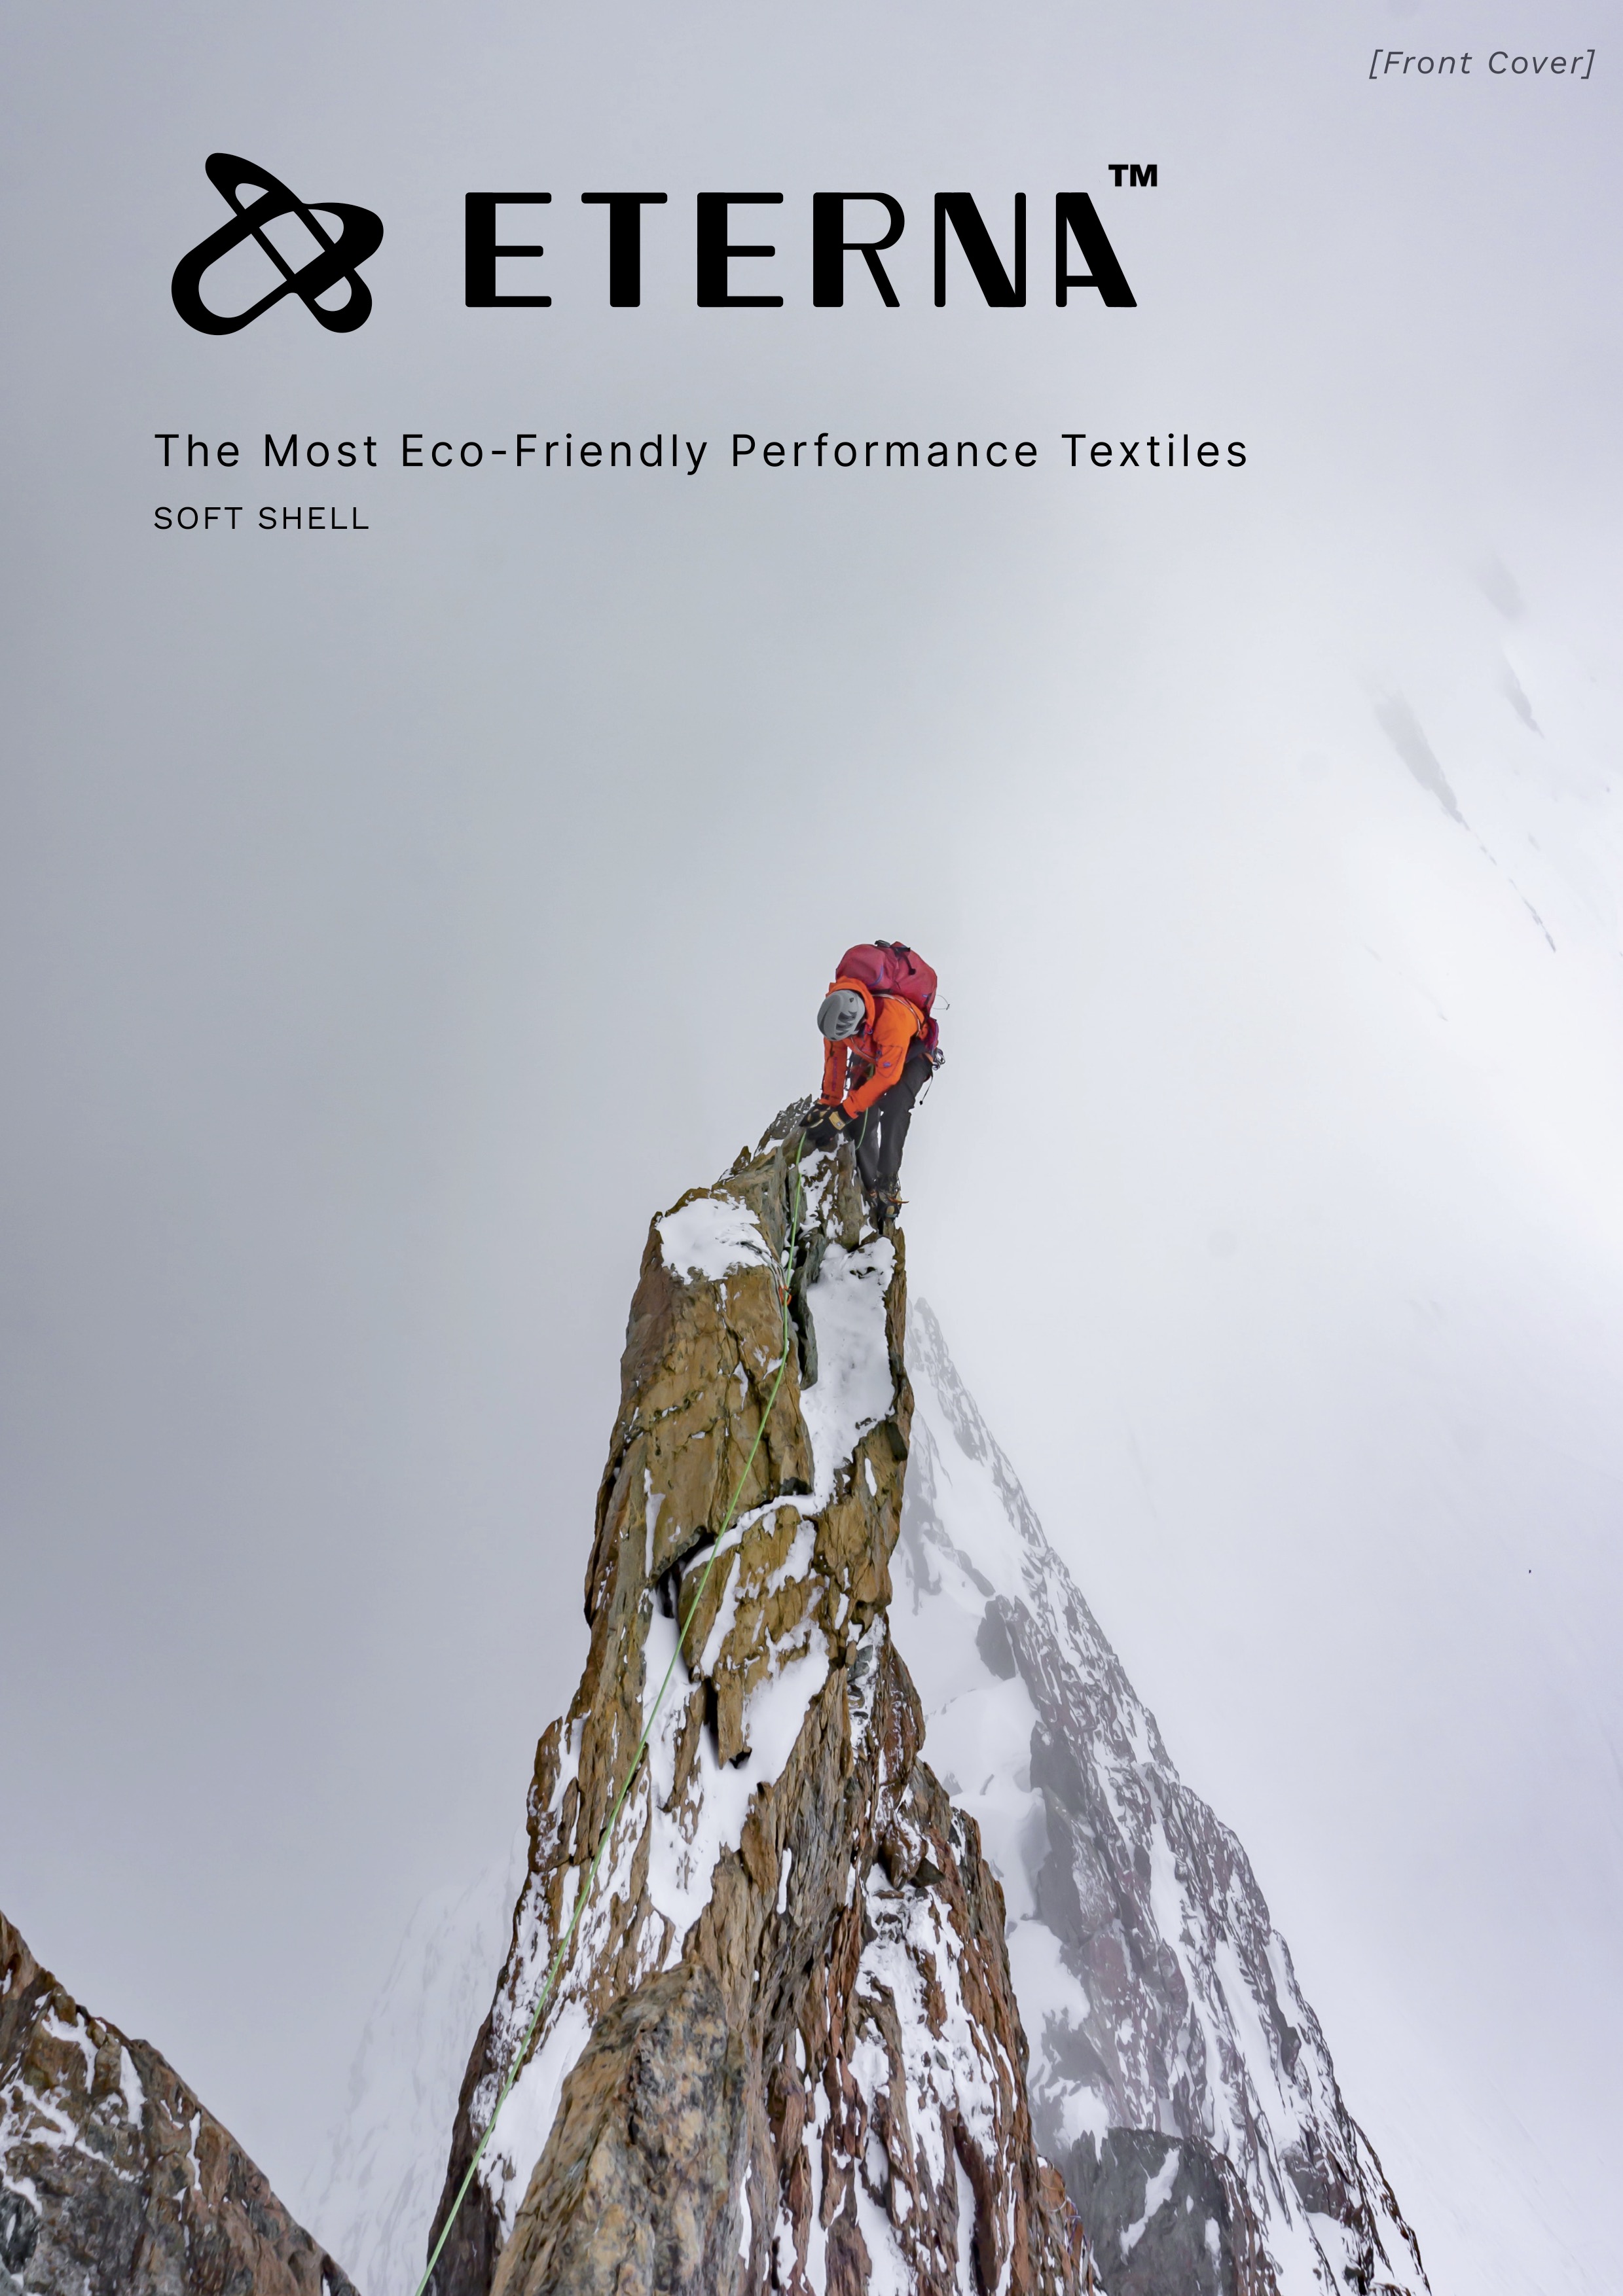 [Front Cover]
ETERNA™
The Most Eco-Friendly Performance Textiles
SOFT SHELL